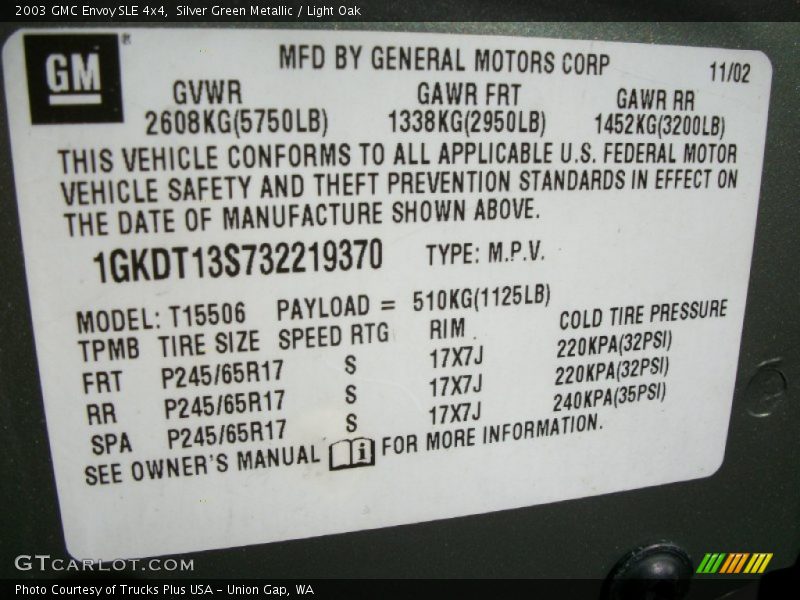 2003 GMC Envoy SLE 4x4,  Silver Green Metallic / Light Oak
GM®
MFD BY GENERAL MOTORS CORP
11/02
GVWR GAWR FRT GAWR RR
2608KG(5750LB) 1338KG(2950LB) 1452KG(3200LB)
THIS VEHICLE CONFORMS TO ALL APPLICABLE U.S. FEDERAL MOTOR
VEHICLE SAFETY AND THEFT PREVENTION STANDARDS IN EFFECT ON
THE DATE OF MANUFACTURE SHOWN ABOVE.
1GKDT13S732219370 TYPE: M.P.V.
MODEL: T15506 PAYLOAD = 510KG(1125LB)
TPMB TIRE SIZE SPEED RTG RIM COLD TIRE PRESSURE
FRT P245/65R17 S 17X7J 220KPA(32PSI)
RR P245/65R17 S 17X7J 220KPA(32PSI)
SPA P245/65R17 S 17X7J 240KPA(35PSI)
SEE OWNER'S MANUAL i FOR MORE INFORMATION.
GTCARLOT.COM
Photo Courtesy of Trucks Plus USA - Union Gap, WA